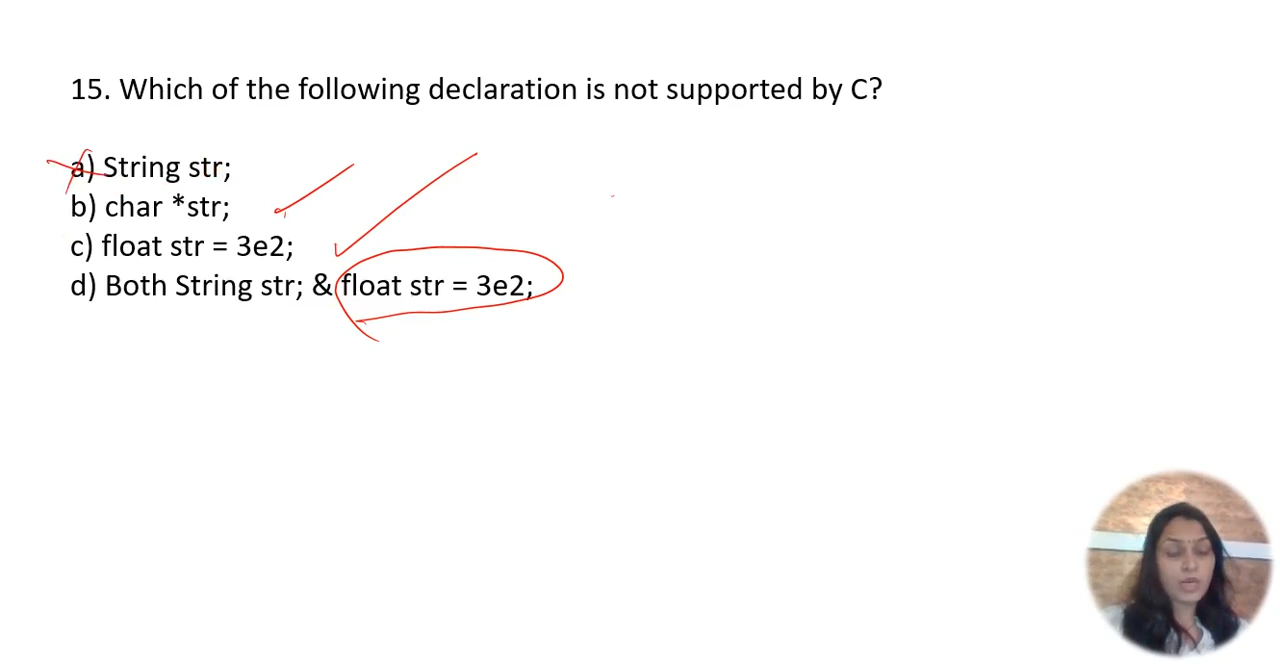 15. Which of the following declaration is not supported by C?
a) String str;
b) char *str;
c) float str = 3e2;
d) Both String str; & float str = 3e2;